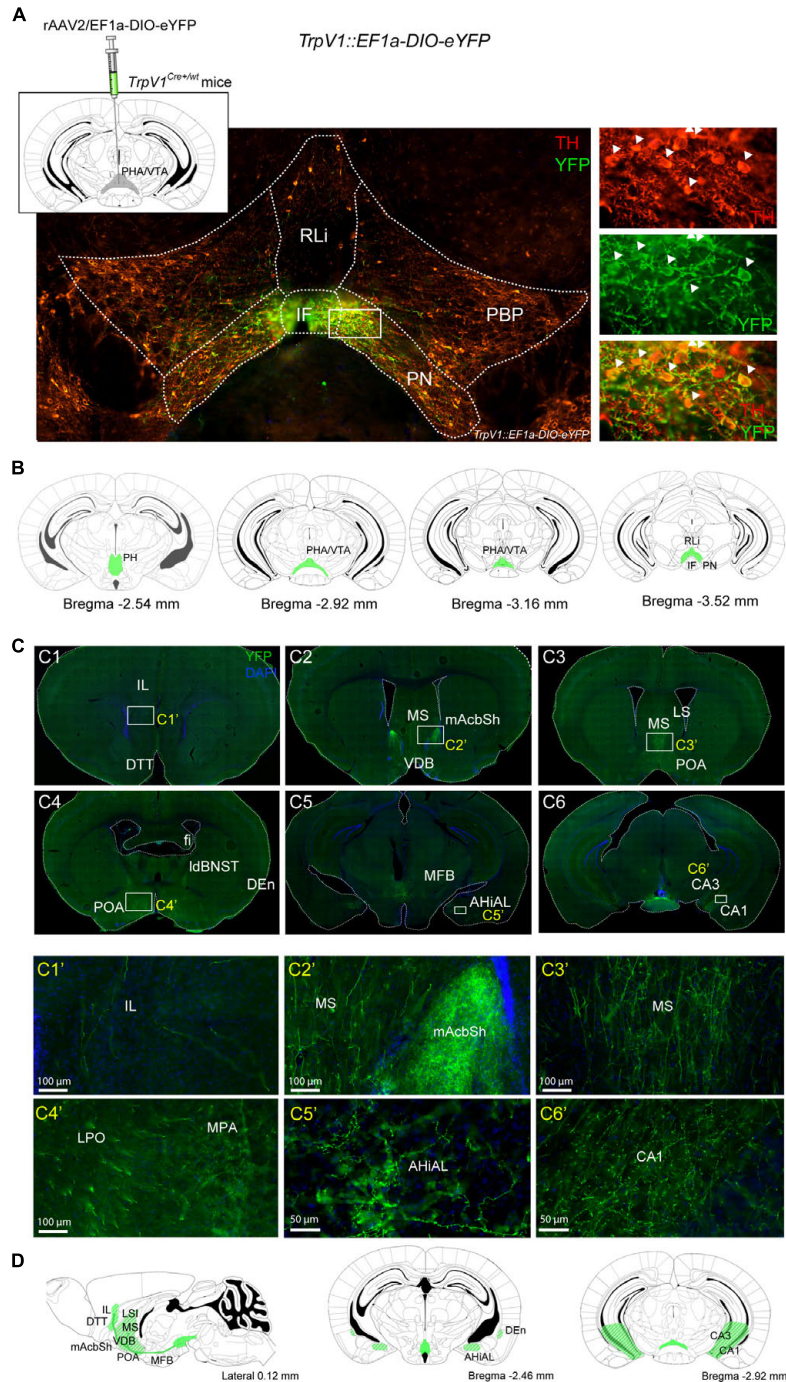 A
rAAV2/EF1a-DIO-eYFP
TrpV1::EF1a-DIO-eYFP
TrpV1Cre+/wt mice
PHA/VTA
TH
YFP
RLi
IF
PBP
PN
TrpV1::EF1a-DIO-eYFP
TH
YFP
TH
YFP
B
PH
PHA/VTA
PHA/VTA
RLi
IF PN
Bregma -2.54 mm
Bregma -2.92 mm
Bregma -3.16 mm
Bregma -3.52 mm
C
C1
YFP
DAPI
IL
C1'
DTT
C2
MS
mAcbSh
C2'
VDB
C3
LS
MS
C3'
POA
C4
fi
ldBNST
DEn
POA
C4'
C5
MFB
AHiAL
C5'
C6
C6'
CA3
CA1
C1'
IL
100 µm
C2'
MS
mAcbSh
100 µm
C3'
MS
100 µm
C4'
LPO
MPA
100 µm
C5'
AHiAL
50 µm
C6'
CA1
50 µm
D
IL
DTT
LSI
MS
mAcbSh
VDB
POA
MFB
Lateral 0.12 mm
DEn
AHiAL
Bregma -2.46 mm
CA3
CA1
Bregma -2.92 mm